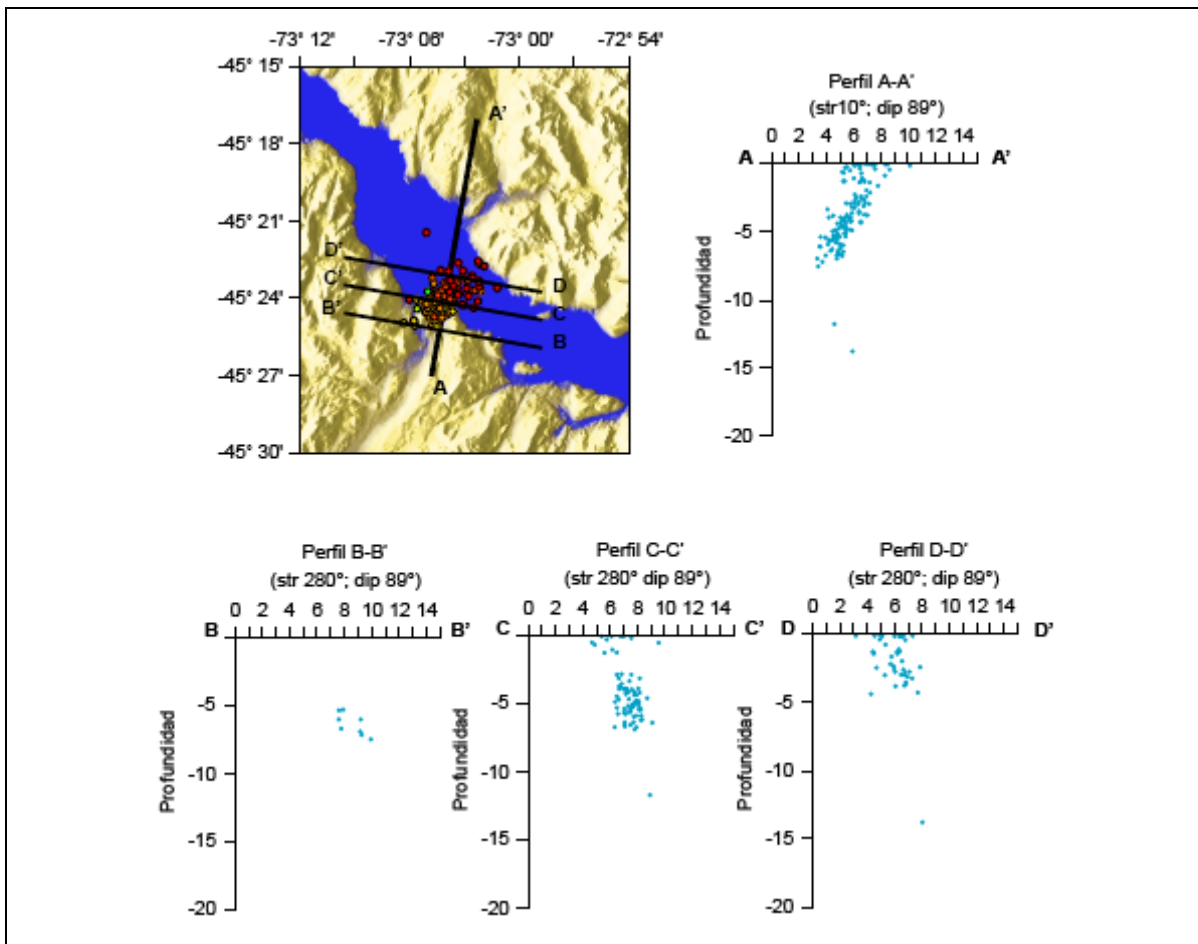 -73° 12' -73° 06' -73° 00' -72° 54'
-45° 15'
-45° 18'
-45° 21'
-45° 24'
-45° 27'
-45° 30'
A'
D'
C'
B'
D
C
B
A
Perfil A-A'
(str10°; dip 89°)
0 2 4 6 8 10 12 14
A A'
-5
-10
-15
-20
Profundidad
Perfil B-B'
(str 280°; dip 89°)
0 2 4 6 8 10 12 14
B B'
-5
-10
-15
-20
Profundidad
Perfil C-C'
(str 280° dip 89°)
0 2 4 6 8 10 12 14
C C'
-5
-10
-15
-20
Profundidad
Perfil D-D'
(str 280°; dip 89°)
0 2 4 6 8 10 12 14
D D'
-5
-10
-15
-20
Profundidad